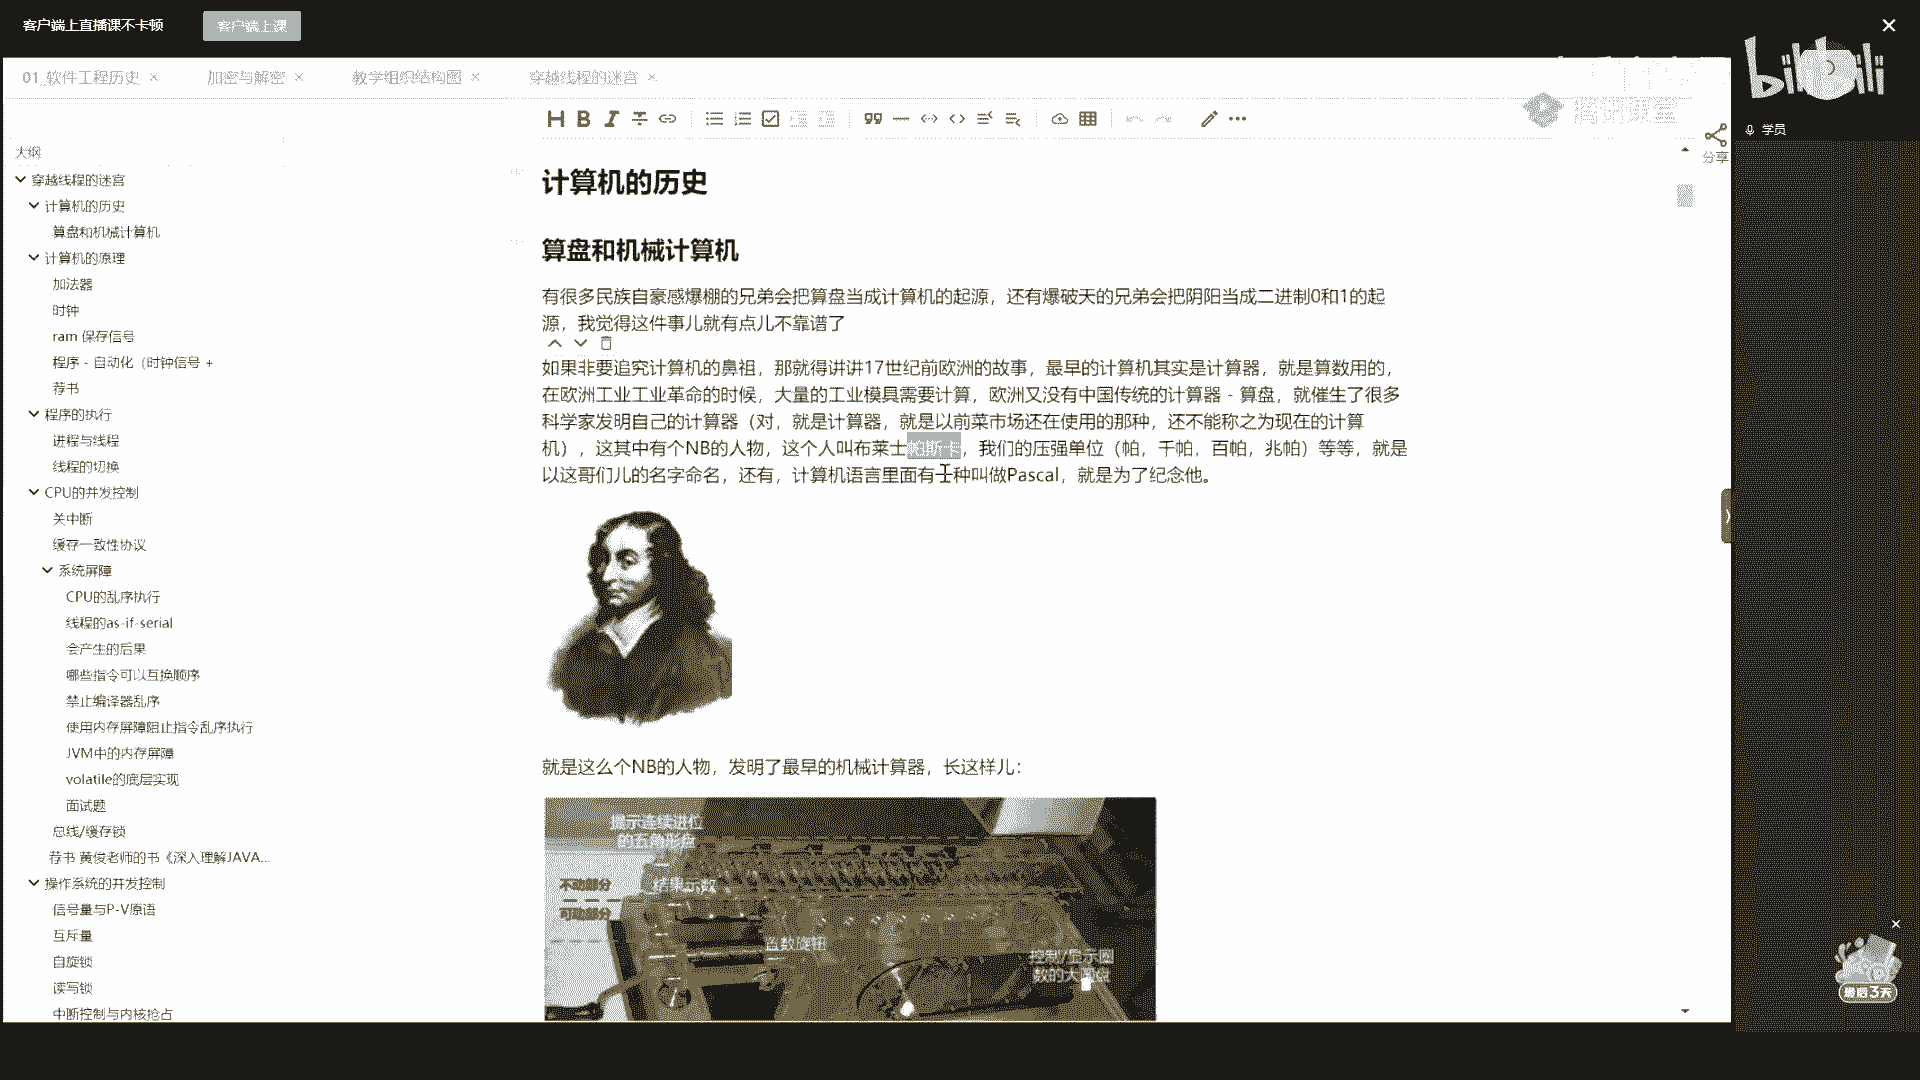 客户端上直播课不卡顿
客户端上课
01_软件工程历史
加密与解密
教学组织结构图
穿越线程的迷宫
bilibili
腾讯课堂
学员
分享
大纲
穿越线程的迷宫
计算机的历史
算盘和机械计算机
计算机的原理
加法器
时钟
ram 保存信号
程序 - 自动化（时钟信号 +
荐书
程序的执行
进程与线程
线程的切换
CPU的并发控制
关中断
缓存一致性协议
系统屏障
CPU的乱序执行
线程的as-if-serial
会产生的后果
哪些指令可以互换顺序
禁止编译器乱序
使用内存屏障阻止指令乱序执行
JVM中的内存屏障
volatile的底层实现
面试题
总线/缓存锁
荐书 黄俊老师的书《深入理解JAVA...
操作系统的并发控制
信号量与P-V原语
互斥量
自旋锁
读写锁
中断控制与内核抢占
计算机的历史
算盘和机械计算机
有很多民族自豪感爆棚的兄弟会把算盘当成计算机的起源，还有爆破天的兄弟会把阴阳当成二进制0和1的起
源，我觉得这件事儿就有点儿不靠谱了
如果非要追究计算机的鼻祖，那就得讲讲17世纪前欧洲的故事，最早的计算机其实是计算器，就是算数用的，
在欧洲工业工业革命的时候，大量的工业模具需要计算，欧洲又没有中国传统的计算器 - 算盘，就催生了很多
科学家发明自己的计算器（对，就是计算器，就是以前菜市场还在使用的那种，还不能称之为现在的计算
机），这其中有个NB的人物，这个人叫布莱士帕斯卡，我们的压强单位（帕，千帕，百帕，兆帕）等等，就是
以这哥们儿的名字命名，还有，计算机语言里面有一种叫做Pascal，就是为了纪念他。
就是这么个NB的人物，发明了最早的机械计算器，长这样儿：
提示连续进位
的五角形盘
不动部分
结果示数
可动部分
置数旋钮
控制/显示圈
数的大圆盘
最后3天